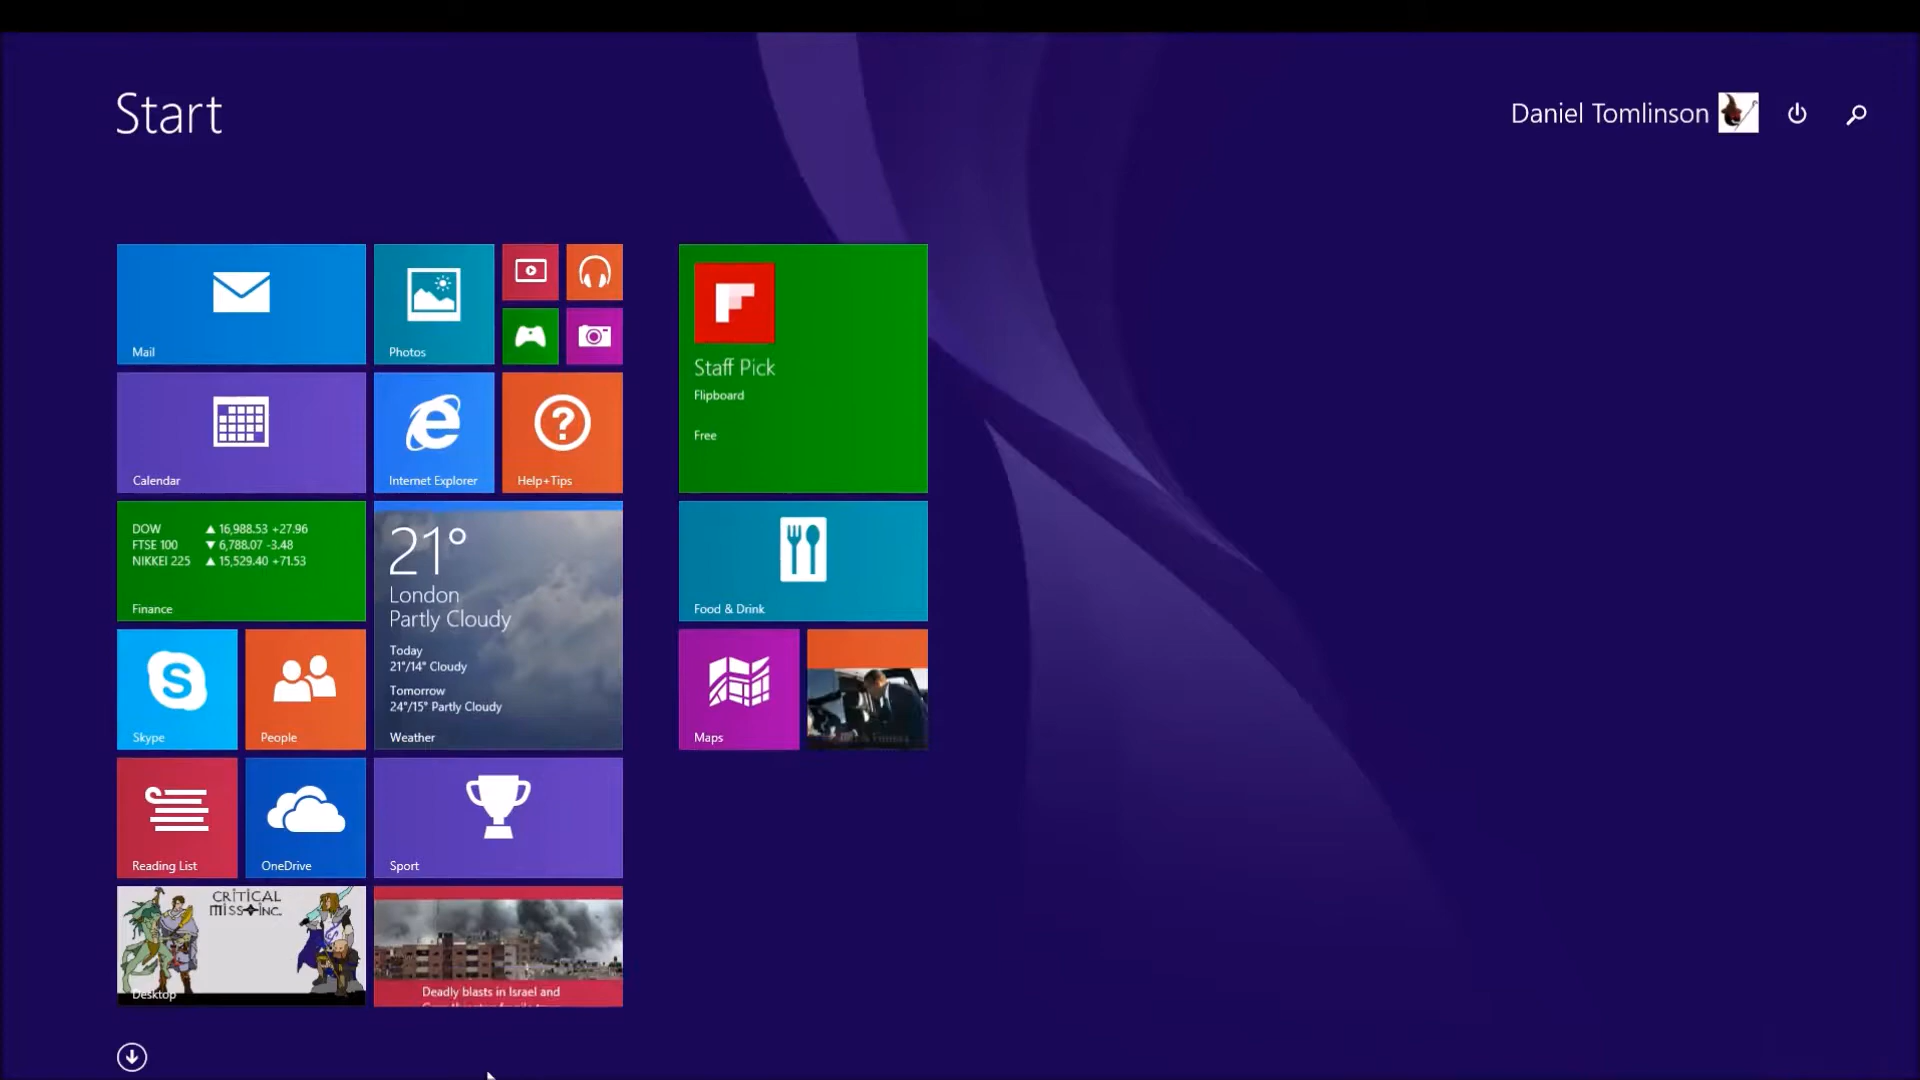 Start
Daniel Tomlinson
Mail
Photos
Calendar
Internet Explorer
Help+Tips
DOW ▲ 16,988.53 +27.96
FTSE 100 ▼ 6,788.07 -3.48
NIKKEI 225 ▲ 15,529.40 +71.53
Finance
21°
London
Partly Cloudy
Today
21°/14° Cloudy
Tomorrow
24°/15° Partly Cloudy
Weather
Skype
People
Reading List
OneDrive
Sport
CRITICAL
MISS INC.
Desktop
Deadly blasts in Israel and
Staff Pick
Flipboard
Free
Food & Drink
Maps